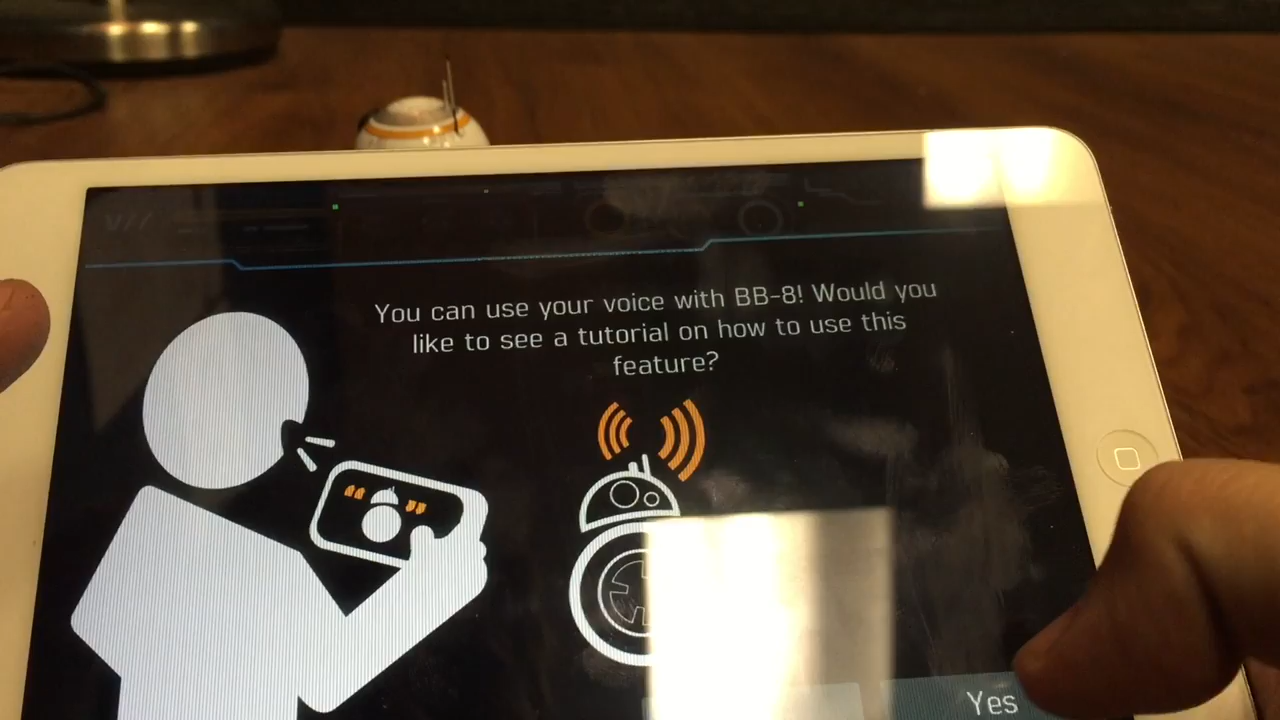 You can use your voice with BB-8! Would you
like to see a tutorial on how to use this
feature?
Yes